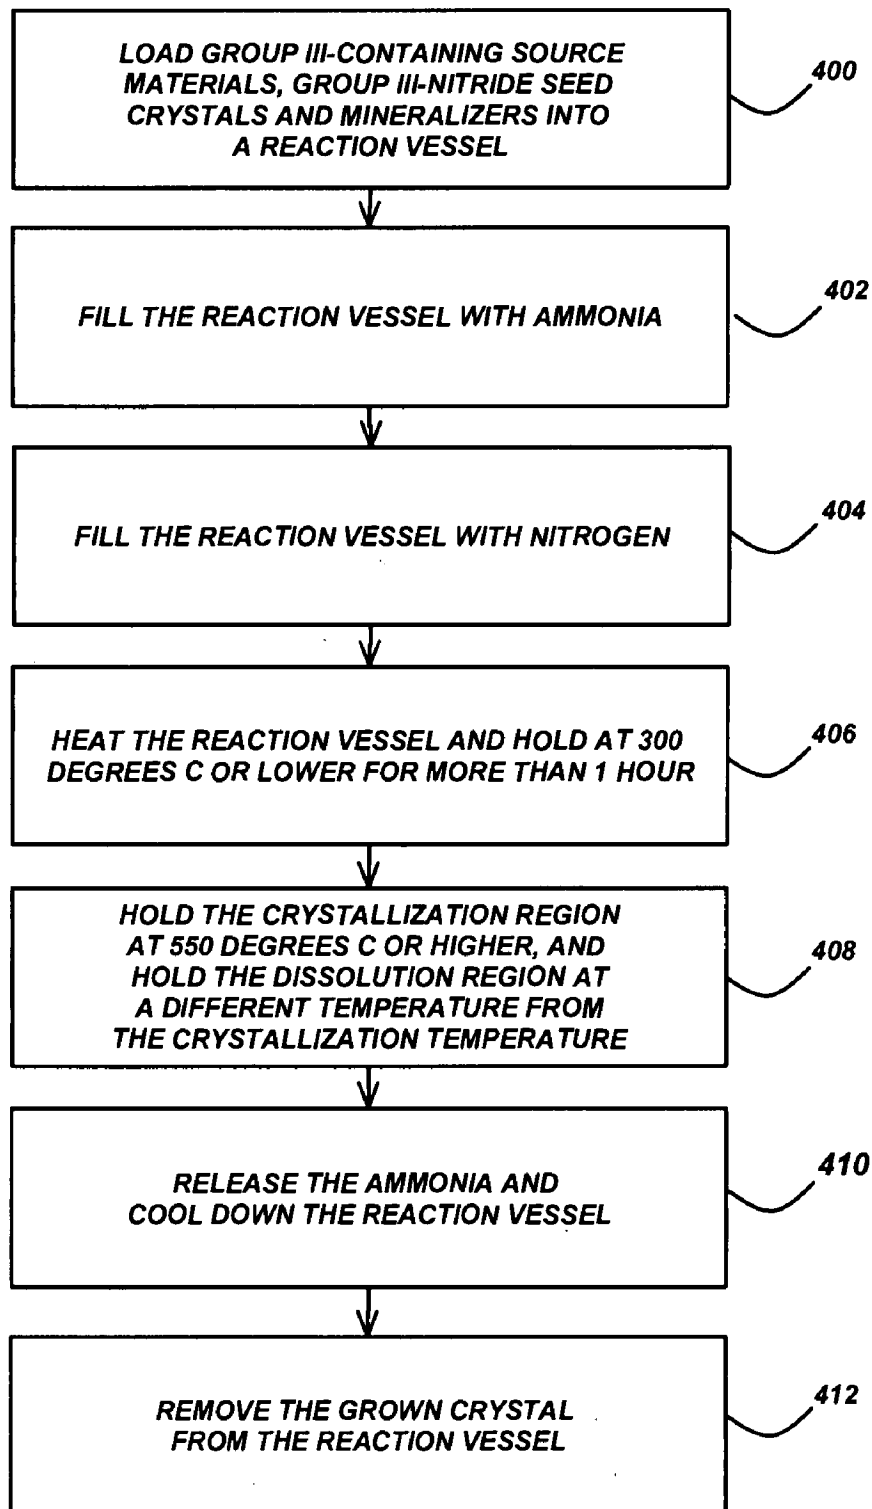 LOAD GROUP III-CONTAINING SOURCE
MATERIALS, GROUP III-NITRIDE SEED
CRYSTALS AND MINERALIZERS INTO
A REACTION VESSEL
400
FILL THE REACTION VESSEL WITH AMMONIA
402
FILL THE REACTION VESSEL WITH NITROGEN
404
HEAT THE REACTION VESSEL AND HOLD AT 300
DEGREES C OR LOWER FOR MORE THAN 1 HOUR
406
HOLD THE CRYSTALLIZATION REGION
AT 550 DEGREES C OR HIGHER, AND
HOLD THE DISSOLUTION REGION AT
A DIFFERENT TEMPERATURE FROM
THE CRYSTALLIZATION TEMPERATURE
408
RELEASE THE AMMONIA AND
COOL DOWN THE REACTION VESSEL
410
REMOVE THE GROWN CRYSTAL
FROM THE REACTION VESSEL
412